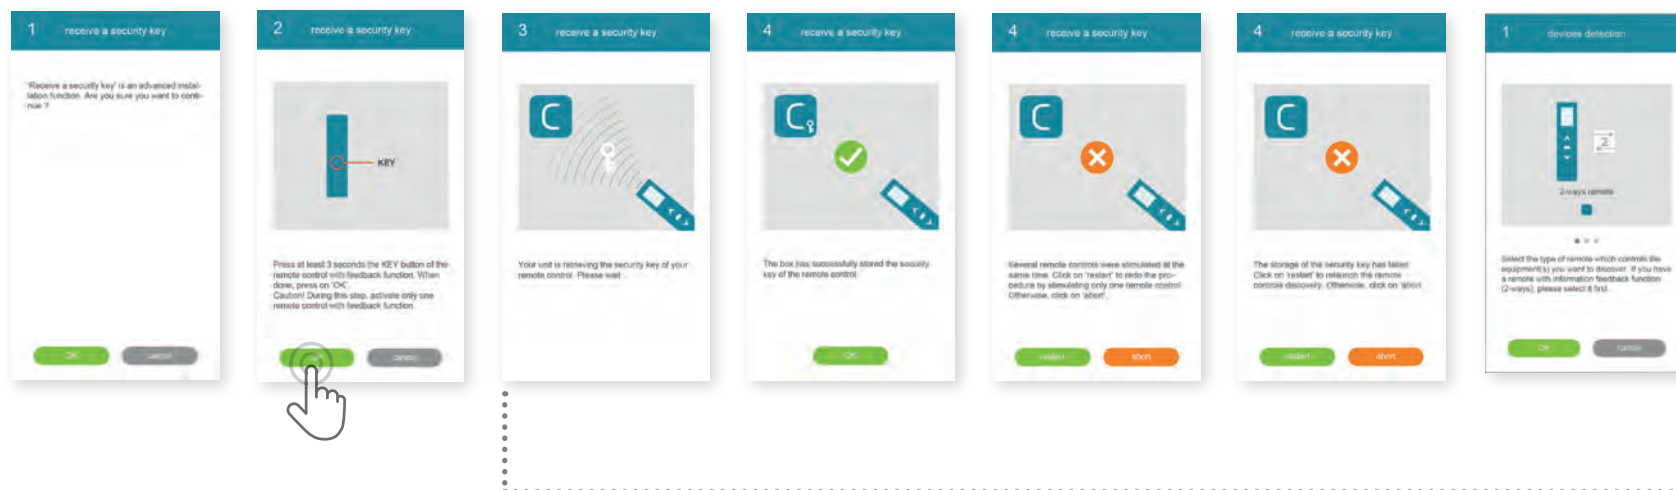 1 receive a security key
'Receive a security key' is an advanced instal-
lation function. Are you sure you want to conti-
nue ?
OK cancel
2 receive a security key
KEY
Press at least 3 seconds the KEY button of the
remote control with feedback function. When
done, press on 'OK'.
Caution! During this step, activate only one
remote control with feedback function.
cancel
3 receive a security key
C
Your unit is retrieving the security key of your
remote control. Please wait ...
4 receive a security key
C
The box has successfully stored the security
key of the remote control.
OK
4 receive a security key
C
Several remote controls were stimulated at the
same time. Click on 'restart' to redo the pro-
cedure by stimulating only one remote control.
Otherwise, click on 'abort'.
restart abort
4 receive a security key
C
The storage of the security key has failed.
Click on 'restart' to relaunch the remote
controls discovery. Otherwise, click on 'abort'.
restart abort
1 devices detection
2
2-ways remote
Select the type of remote which controls the
equipment(s) you want to discover. If you have
a remote with information feedback function
(2-ways), please select it first.
OK cancel